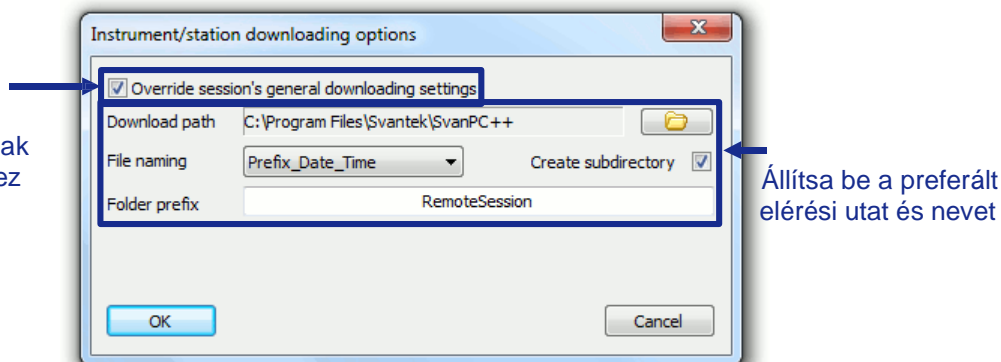 Instrument/station downloading options
Override session's general downloading settings
Download path C:\Program Files\Svantek\SvanPC++
File naming Prefix_Date_Time Create subdirectory
Folder prefix RemoteSession
OK Cancel
Állítsa be a preferált
elérési utat és nevet